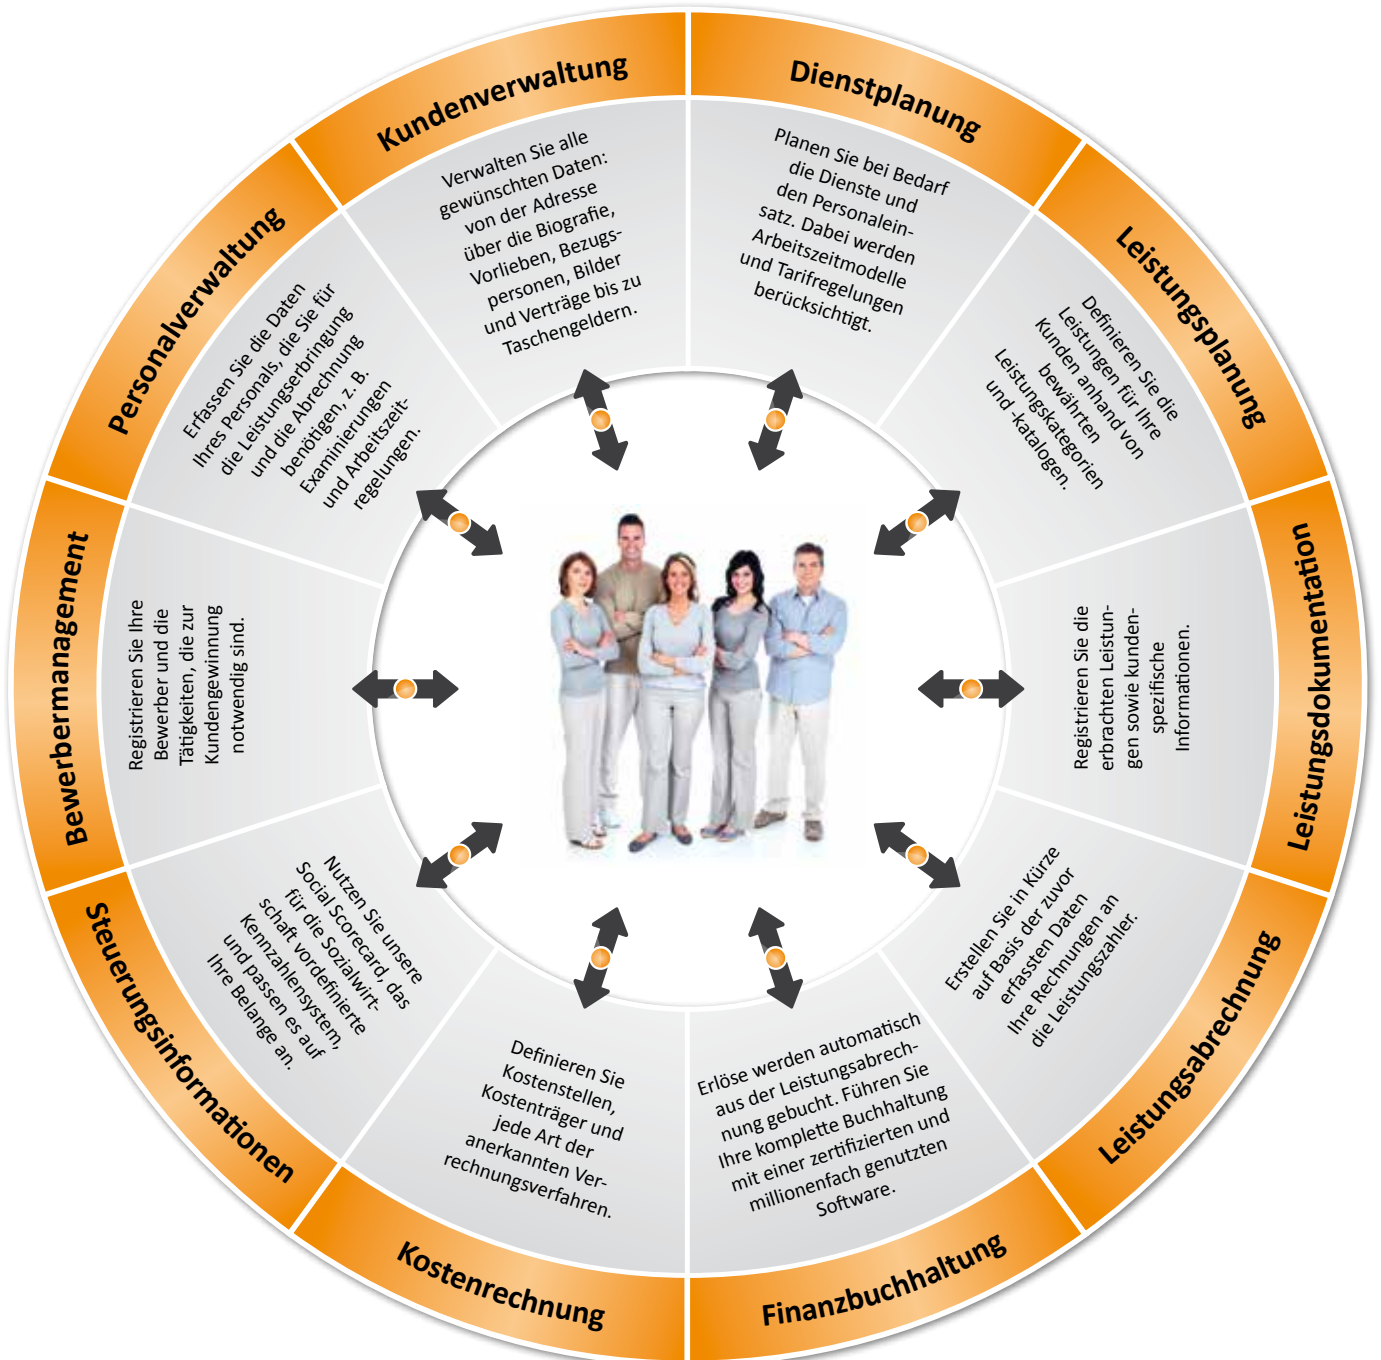 Dienstplanung
Planen Sie bei Bedarf
die Dienste und
den Personalein-
satz. Dabei werden
Arbeitszeitmodelle
und Tarifregelungen
berücksichtigt.
Leistungsplanung
Definieren Sie die
Leistungen für Ihre
Kunden anhand von
bewährten
Leistungskategorien
und -katalogen.
Leistungsdokumentation
Registrieren Sie die
erbrachten Leistun-
gen sowie kunden-
spezifische
Informationen.
Leistungsabrechnung
Erstellen Sie in Kürze
auf Basis der zuvor
erfassten Daten
Ihre Rechnungen an
die Leistungszahler.
Finanzbuchhaltung
Erlöse werden automatisch
aus der Leistungsabrech-
nung gebucht. Führen Sie
Ihre komplette Buchhaltung
mit einer zertifizierten und
millionenfach genutzten
Software.
Kostenrechnung
Definieren Sie
Kostenstellen,
Kostenträger und
jede Art der
anerkannten Ver-
rechnungsverfahren.
Steuerungsinformationen
Nutzen Sie unsere
Social Scorecard, das
für die Sozialwirt-
schaft vordefinierte
Kennzahlensystem,
und passen es auf
Ihre Belange an.
Bewerbermanagement
Registrieren Sie Ihre
Bewerber und die
Tätigkeiten, die zur
Kundengewinnung
notwendig sind.
Personalverwaltung
Erfassen Sie die Daten
Ihres Personals, die Sie für
die Leistungserbringung
und die Abrechnung
benötigen, z. B.
Examinierungen
und Arbeitszeit-
regelungen.
Kundenverwaltung
Verwalten Sie alle
gewünschten Daten:
von der Adresse
über die Biografie,
Vorlieben, Bezugs-
personen, Bilder
und Verträge bis zu
Taschengeldern.